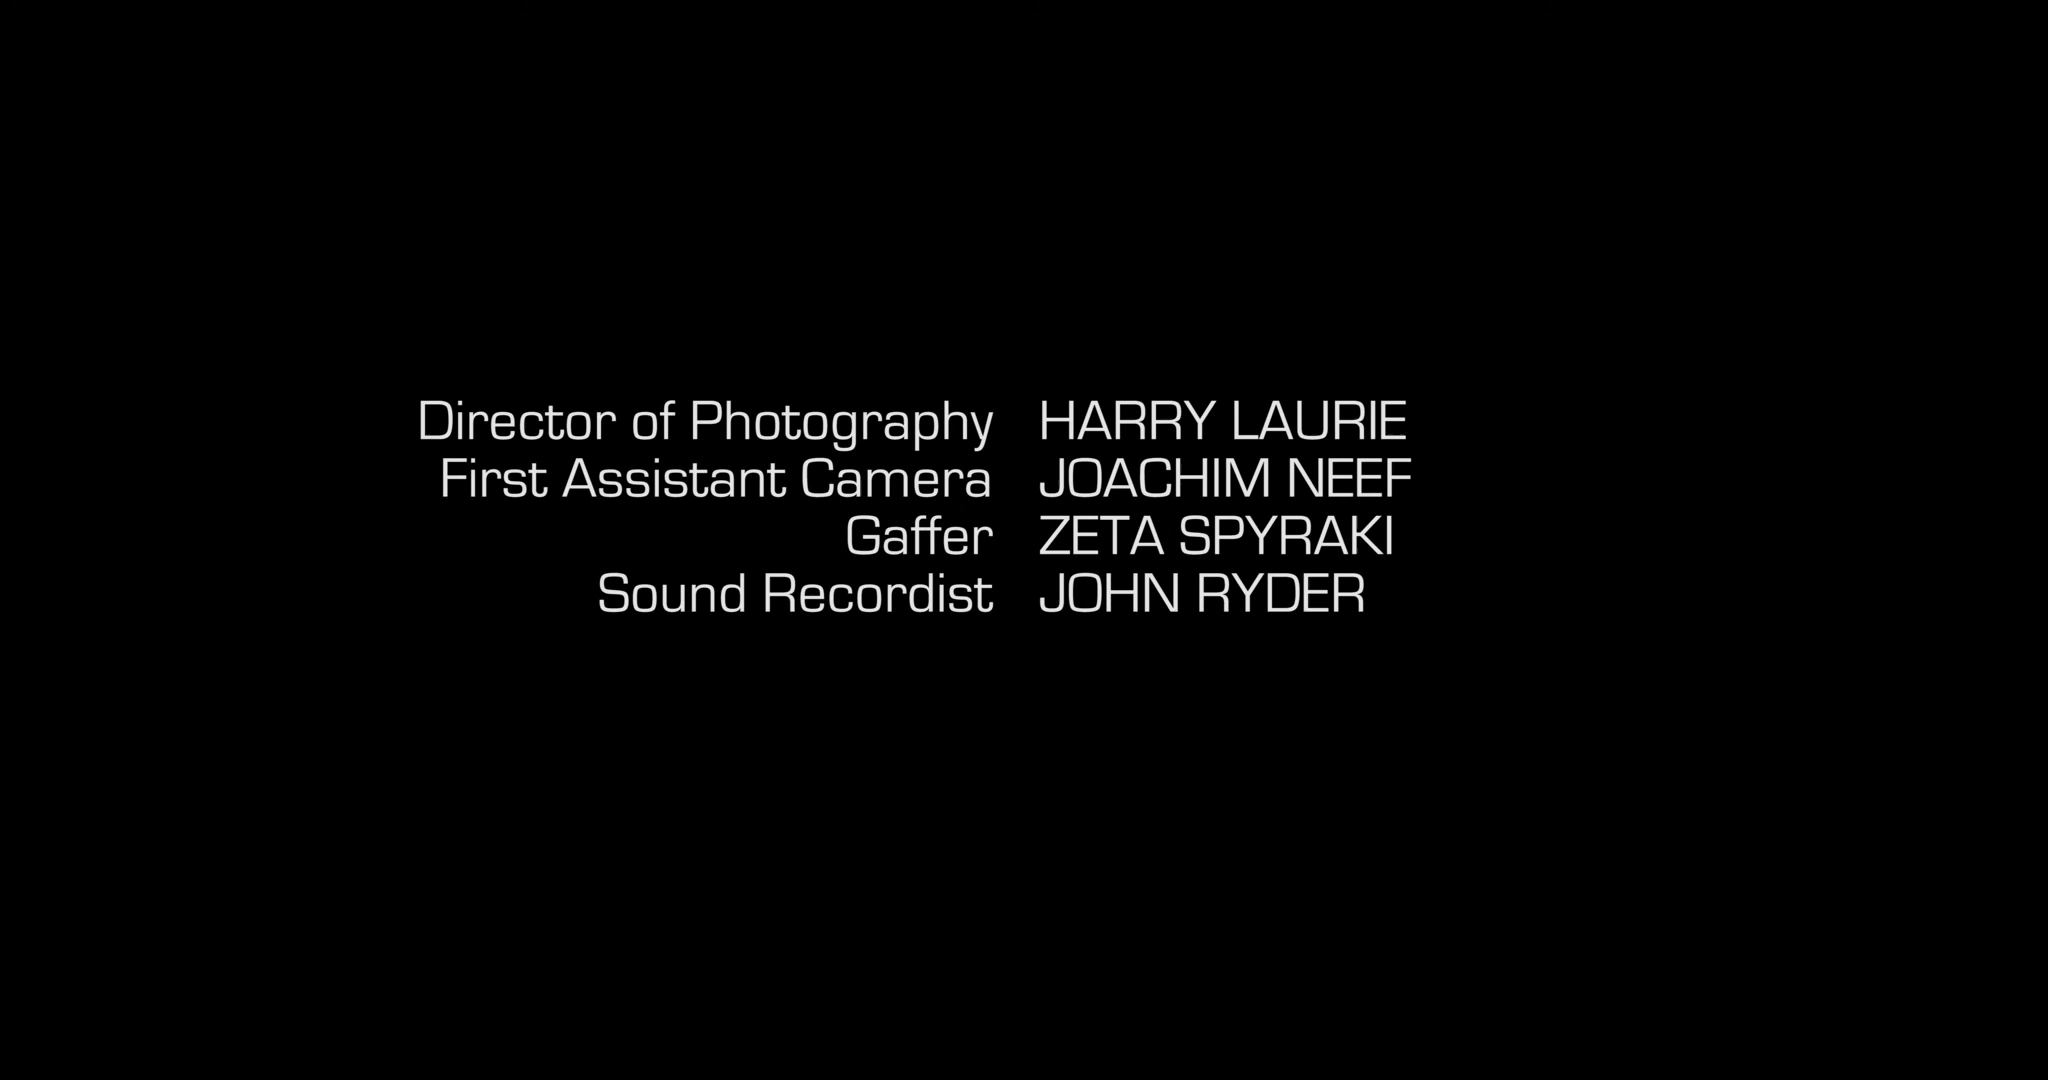 Director of Photography HARRY LAURIE
First Assistant Camera JOACHIM NEEF
Gaffer ZETA SPYRAKI
Sound Recordist JOHN RYDER